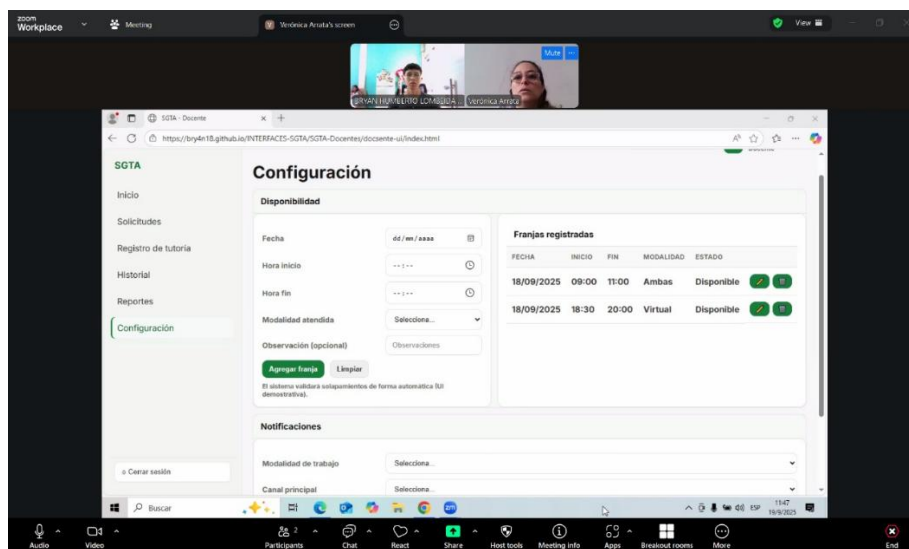 zoom
Workplace
Meeting
Verónica Arrata's screen
View
Mute
BRYAN HUMBERTO LOMBEIDA ...
Verónica Arrata
SGTA - Docente
https://bry4n18.github.io/INTERFACES-SGTA/SGTA-Docentes/docsente-ui/index.html
SGTA
Inicio
Solicitudes
Registro de tutoria
Historial
Reportes
Configuración
Cerrar sesión
Configuración
Disponibilidad
Fecha
dd/mm/aaaa
Hora inicio
--:--
Hora fin
--:--
Modalidad atendida
Selecciona...
Observación (opcional)
Observaciones
Agregar franja Limpiar
El sistema validara solapamientos de forma automática (UI
demostrativa).
Franjas registradas
FECHA INICIO FIN MODALIDAD ESTADO
18/09/2025 09:00 11:00 Ambas Disponible
18/09/2025 18:30 20:00 Virtual Disponible
Notificaciones
Modalidad de trabajo
Selecciona...
Canal principal
Selecciona...
Buscar
ESP
11:47
19/9/2025
Audio Video Participants 2 Chat React Share Host tools Meeting info Apps Breakout rooms More End